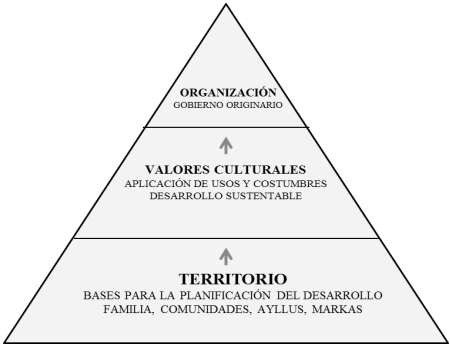 ORGANIZACIÓN
GOBIERNO ORIGINARIO
VALORES CULTURALES
APLICACIÓN DE USOS Y COSTUMBRES
DESARROLLO SUSTENTABLE
TERRITORIO
BASES PARA LA PLANIFICACIÓN DEL DESARROLLO
FAMILIA, COMUNIDADES, AYLLUS, MARKAS